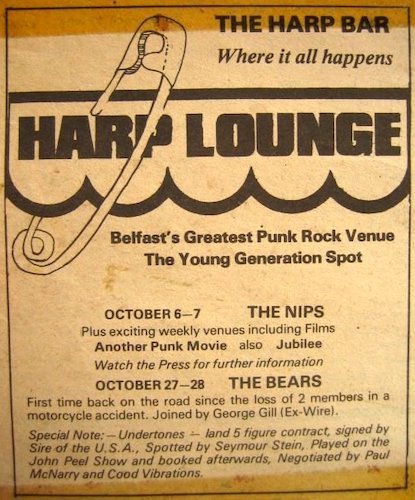 THE HARP BAR
Where it all happens
HARP LOUNGE
Belfast's Greatest Punk Rock Venue
The Young Generation Spot
OCTOBER 6–7 THE NIPS
Plus exciting weekly venues including Films
Another Punk Movie also Jubilee
Watch the Press for further information
OCTOBER 27–28 THE BEARS
First time back on the road since the loss of 2 members in a
motorcycle accident. Joined by George Gill (Ex-Wire).
Special Note:– Undertones – land 5 figure contract, signed by
Sire of the U.S.A., Spotted by Seymour Stein, Played on the
John Peel Show and booked afterwards, Negotiated by Paul
McNarry and Cood Vibrations.